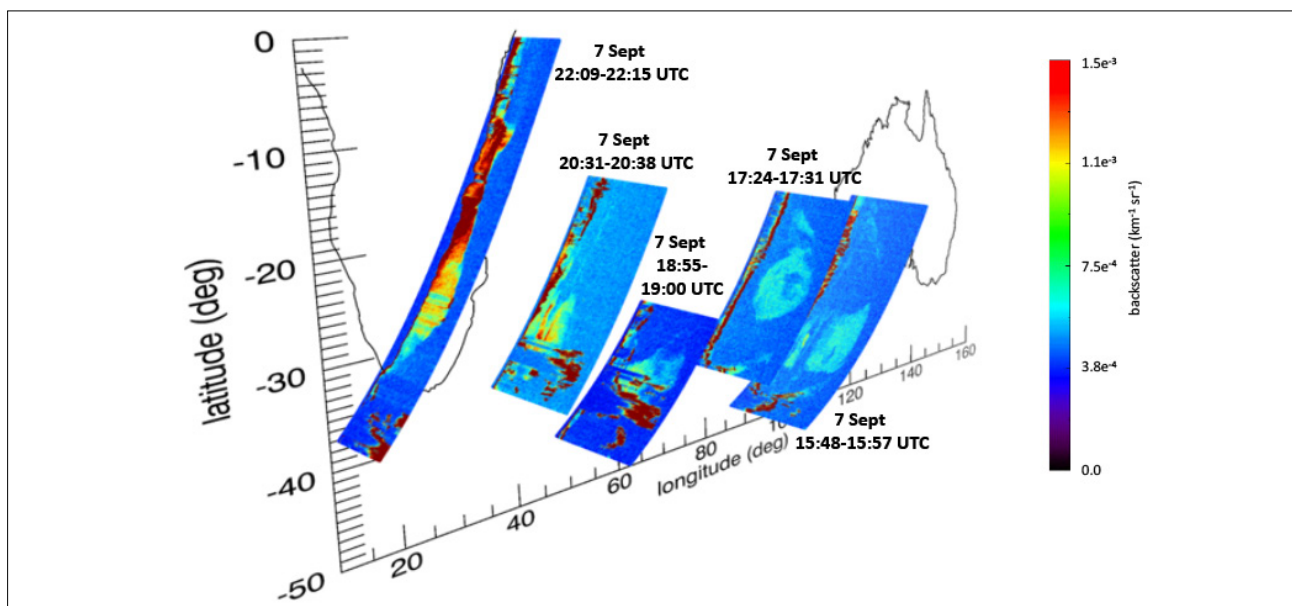 0
-10
-20
-30
-40
-50
latitude (deg)
20
40
60
80
120
140
160
longitude (deg)
7 Sept
22:09-22:15 UTC
7 Sept
20:31-20:38 UTC
7 Sept
18:55-
19:00 UTC
7 Sept
17:24-17:31 UTC
7 Sept
15:48-15:57 UTC
1.5e-³
1.1e-³
7.5e-⁴
3.8e-⁴
0.0
backscatter (km-¹ sr-¹)